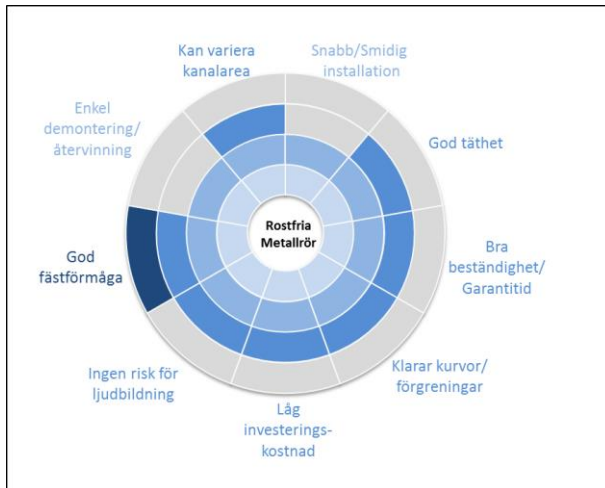 Kan variera
kanalarea
Snabb/Smidig
installation
Enkel
demontering/
återvinning
God täthet
Rostfria
Metallrör
God
fästförmåga
Bra
beständighet/
Garantitid
Ingen risk för
ljudbildning
Klarar kurvor/
förgreningar
Låg
investerings-
kostnad